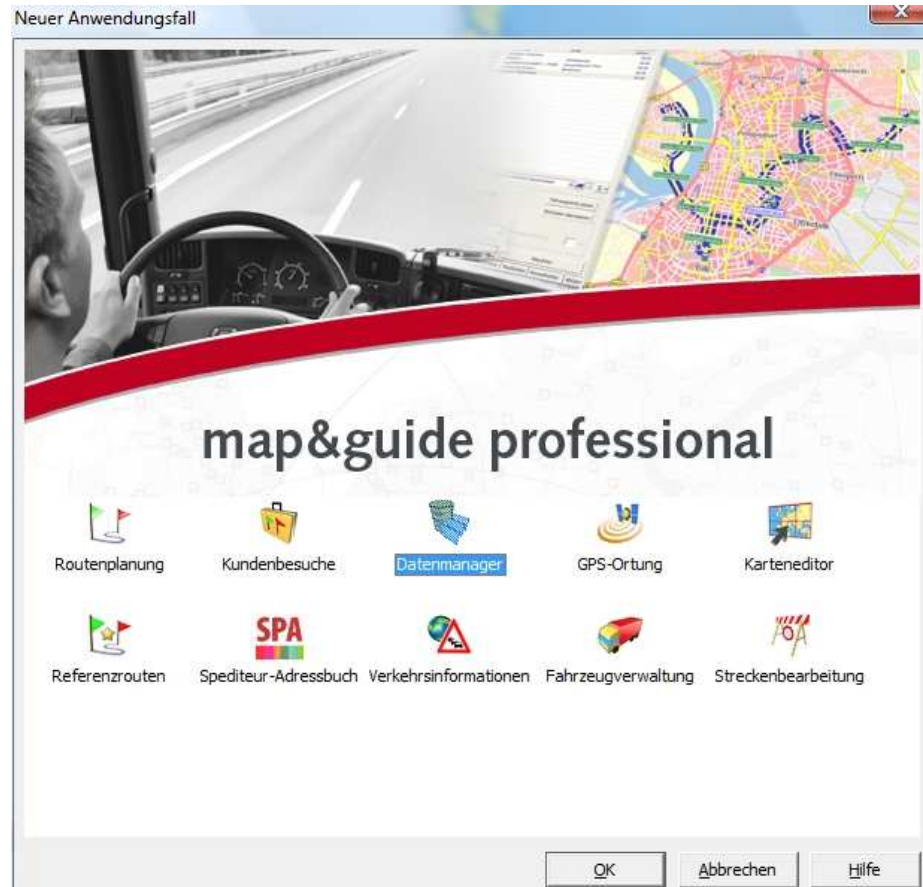 Neuer Anwendungsfall
map&guide professional
Routenplanung Kundenbesuche Datenmanager GPS-Ortung Karteneditor
SPA
Referenzrouten Spediteur-Adressbuch Verkehrsinformationen Fahrzeugverwaltung Streckenbearbeitung
OK Abbrechen Hilfe